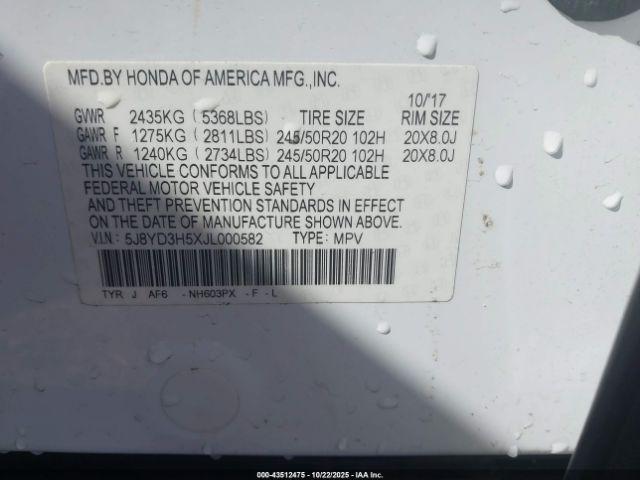 MFD.BY HONDA OF AMERICA MFG.,INC.
10/'17
GVWR 2435KG ( 5368LBS) TIRE SIZE RIM SIZE
GAWR F 1275KG ( 2811LBS) 245/50R20 102H 20X8.0J
GAWR R 1240KG ( 2734LBS) 245/50R20 102H 20X8.0J
THIS VEHICLE CONFORMS TO ALL APPLICABLE
FEDERAL MOTOR VEHICLE SAFETY
AND THEFT PREVENTION STANDARDS IN EFFECT
ON THE DATE OF MANUFACTURE SHOWN ABOVE.
V.I.N: 5J8YD3H5XJL000582 TYPE: MPV
TYR J AF6 -NH603PX -F -L
000-43512475 | 10/22/2025 | IAAI.com